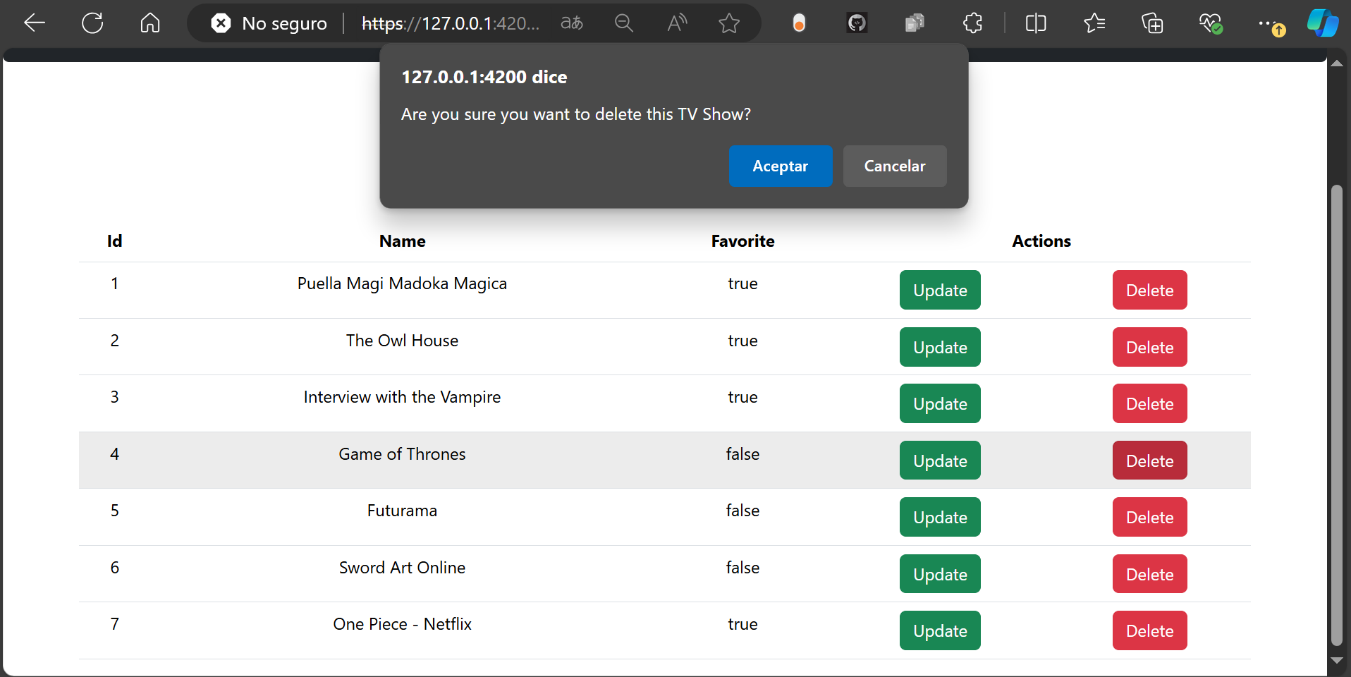 No seguro https://127.0.0.1:420... aあ
127.0.0.1:4200 dice
Are you sure you want to delete this TV Show?
Aceptar Cancelar
Id Name Favorite Actions
1 Puella Magi Madoka Magica true Update Delete
2 The Owl House true Update Delete
3 Interview with the Vampire true Update Delete
4 Game of Thrones false Update Delete
5 Futurama false Update Delete
6 Sword Art Online false Update Delete
7 One Piece - Netflix true Update Delete